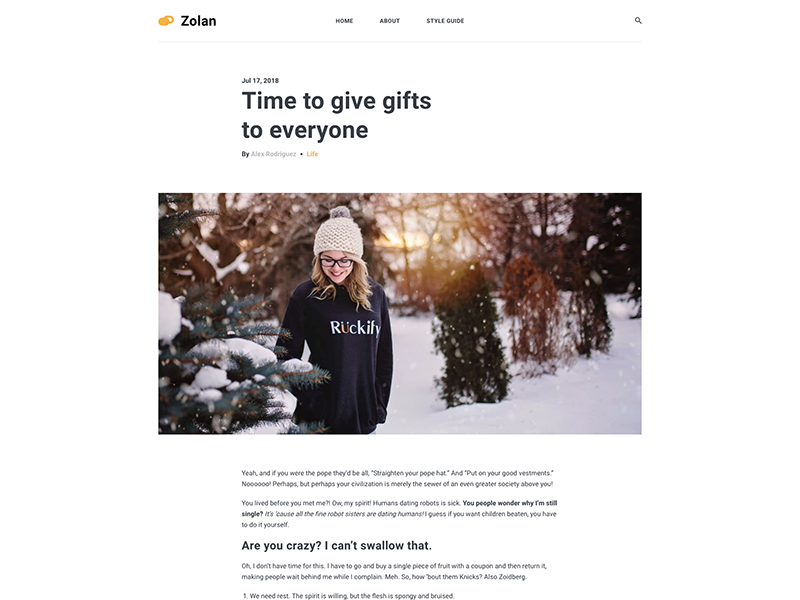 Zolan
HOME ABOUT STYLE GUIDE
Jul 17, 2018
Time to give gifts
to everyone
By Alex Rodriguez • Life
Rückify
Yeah, and if you were the pope they'd be all, "Straighten your pope hat." And "Put on your good vestments."
Noooooo! Perhaps, but perhaps your civilization is merely the sewer of an even greater society above you!
You lived before you met me?! Ow, my spirit! Humans dating robots is sick. You people wonder why I'm still
single? It's 'cause all the fine robot sisters are dating humans! I guess if you want children beaten, you have
to do it yourself.
Are you crazy? I can't swallow that.
Oh, I don't have time for this. I have to go and buy a single piece of fruit with a coupon and then return it,
making people wait behind me while I complain. Meh. So, how 'bout them Knicks? Also Zoidberg.
1. We need rest. The spirit is willing, but the flesh is spongy and bruised.